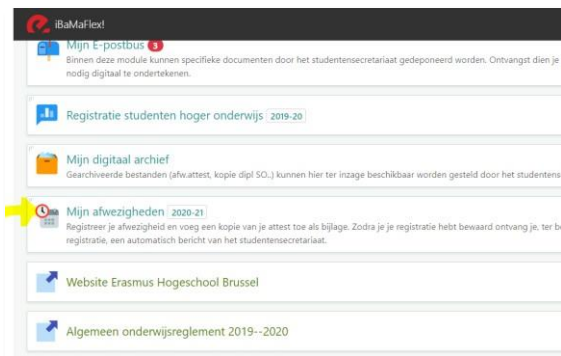 iBaMaFlex!
Mijn E-postbus 3
Binnen deze module kunnen specifieke documenten door het studentensecretariaat gedeponeerd worden. Ontvangst dien je
nodig digitaal te ondertekenen.
Registratie studenten hoger onderwijs 2019-20
Mijn digitaal archief
Gearchiveerde bestanden (afw.attest, kopie dipl SO..) kunnen hier ter inzage beschikbaar worden gesteld door het studentens
Mijn afwezigheden 2020-21
Registreer je afwezigheid en voeg een kopie van je attest toe als bijlage. Zodra je je registratie hebt bewaard ontvang je, ter b
registratie, een automatisch bericht van het studentensecretariaat.
Website Erasmus Hogeschool Brussel
Algemeen onderwijsreglement 2019--2020